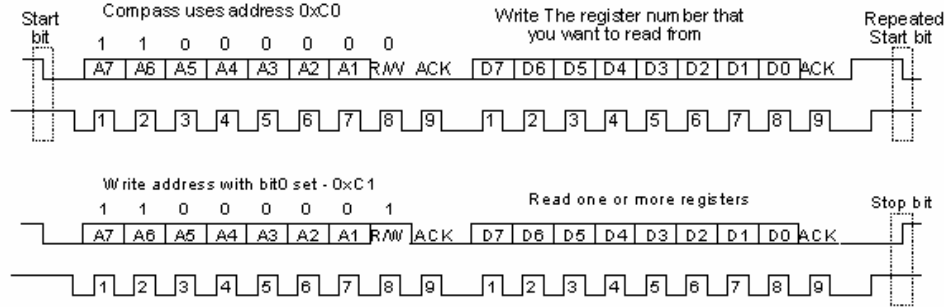 Start bit
Compass uses address 0xC0
Write The register number that
you want to read from
Repeated
Start bit
1 1 0 0 0 0 0 0
A7 A6 A5 A4 A3 A2 A1 R/W ACK D7 D6 D5 D4 D3 D2 D1 D0 ACK
1 2 3 4 5 6 7 8 9 1 2 3 4 5 6 7 8 9
Write address with bit0 set - 0xC1
Read one or more registers
Stop bit
1 1 0 0 0 0 0 1
A7 A6 A5 A4 A3 A2 A1 R/W ACK D7 D6 D5 D4 D3 D2 D1 D0 ACK
1 2 3 4 5 6 7 8 9 1 2 3 4 5 6 7 8 9